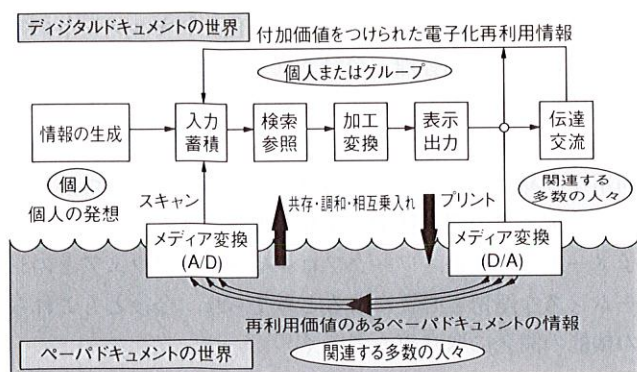 ディジタルドキュメントの世界
付加価値をつけられた電子化再利用情報
個人またはグループ
情報の生成
入力
蓄積
検索
参照
加工
変換
表示
出力
伝達
交流
個人
個人の発想
スキャン
共存・調和・相互乗入れ
プリント
関連する
多数の人々
メディア変換
(A/D)
メディア変換
(D/A)
再利用価値のあるペーパドキュメントの情報
ペーパドキュメントの世界
関連する多数の人々